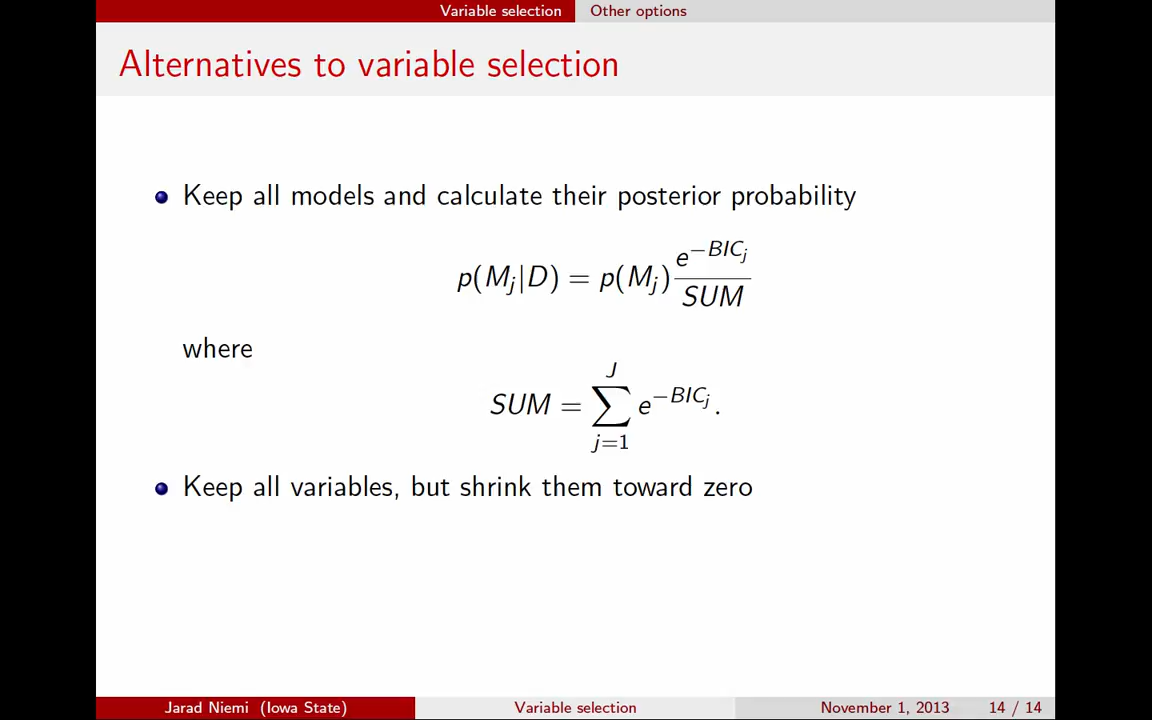 Variable selection Other options
Alternatives to variable selection
Keep all models and calculate their posterior probability
p(M_j|D) = p(M_j) \frac{e^{-BIC_j}}{SUM}
where
SUM = \sum_{j=1}^{J} e^{-BIC_j}.
Keep all variables, but shrink them toward zero
Jarad Niemi (Iowa State) Variable selection November 1, 2013 14 / 14